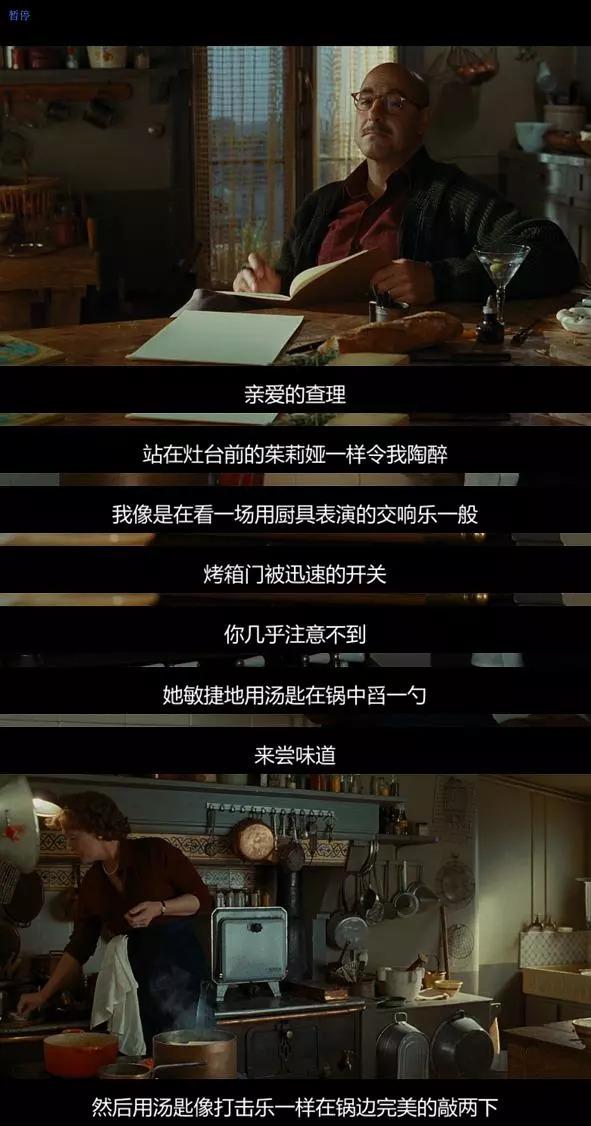 暂停
亲爱的查理
站在灶台前的茱莉娅一样令我陶醉
我像是在看一场用厨具表演的交响乐一般
烤箱门被迅速的开关
你几乎注意不到
她敏捷地用汤匙在锅中舀一勺
来尝味道
然后用汤匙像打击乐一样在锅边完美的敲两下